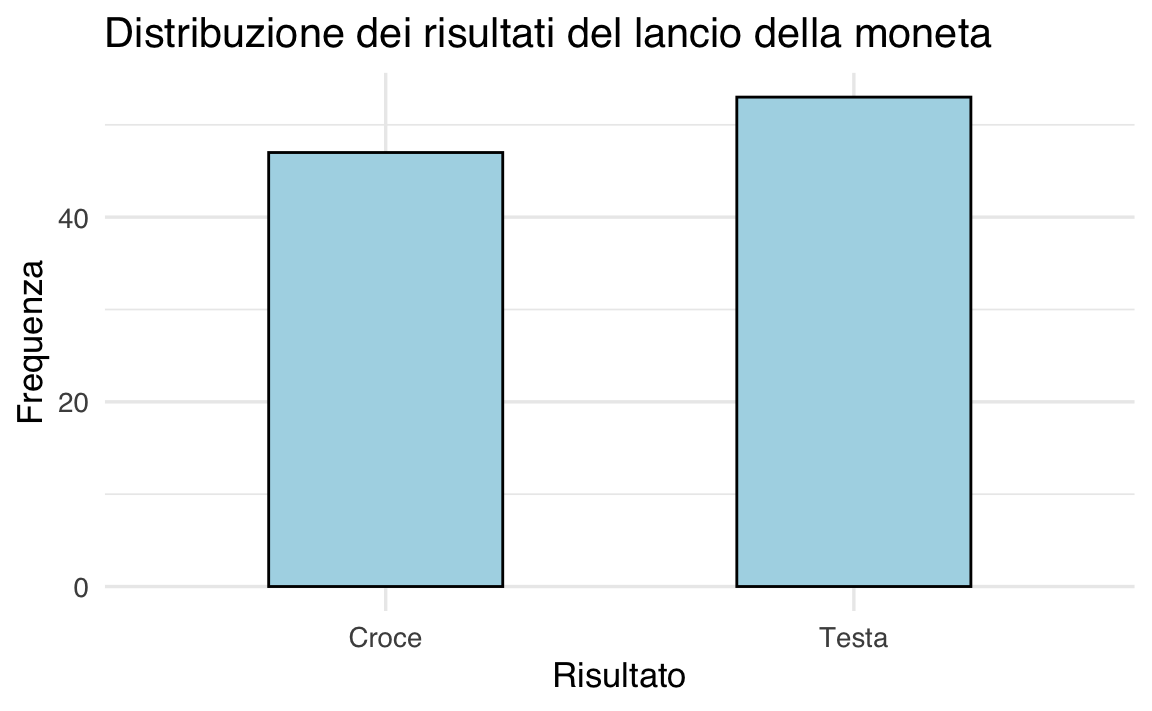 Distribuzione dei risultati del lancio della moneta
Frequenza
40
20
0
Croce
Testa
Risultato